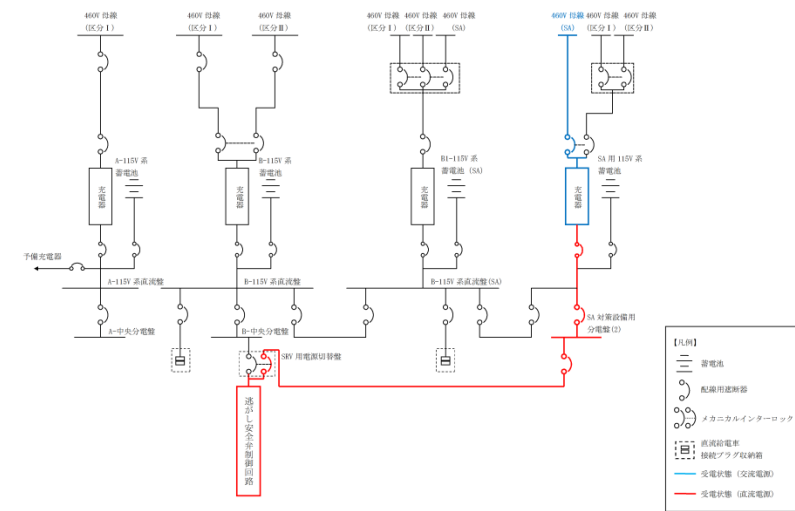 460V 母線
(区分Ⅰ)
460V 母線
(区分Ⅰ)
460V 母線
(区分Ⅱ)
460V 母線
(区分Ⅰ)
460V 母線
(区分Ⅱ)
460V 母線
(SA)
460V 母線
(SA)
460V 母線
(区分Ⅰ)
460V 母線
(区分Ⅱ)
A-115V 系
蓄電池
B-115V 系
蓄電池
B1-115V 系
蓄電池 (SA)
SA 用 115V 系
蓄電池
充電器
充電器
充電器
充電器
予備充電器
A-115V 系直流盤
B-115V 系直流盤
B-115V 系直流盤(SA)
A-中央分電盤
B-中央分電盤
SA 対策設備用
分電盤(2)
SRV 用電源切替盤
逃がし安全弁制御回路
【凡例】
蓄電池
配線用遮断器
メカニカルインターロック
直流給電車
接続プラグ収納箱
受電状態 (交流電源)
受電状態 (直流電源)